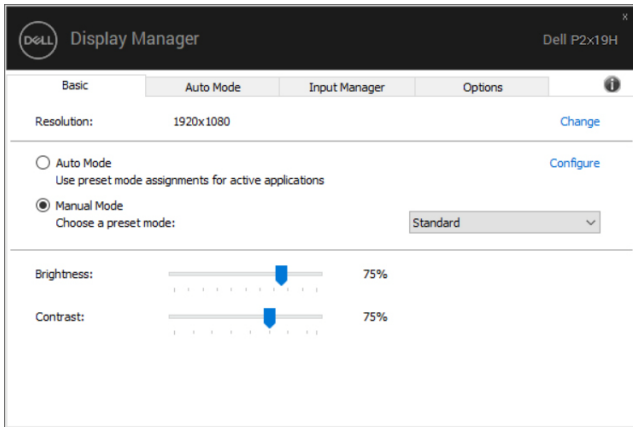 x
DELL Display Manager Dell P2x19H
Basic Auto Mode Input Manager Options i
Resolution: 1920x1080 Change
Auto Mode Configure
Use preset mode assignments for active applications
Manual Mode
Choose a preset mode: Standard
Brightness: 75%
Contrast: 75%